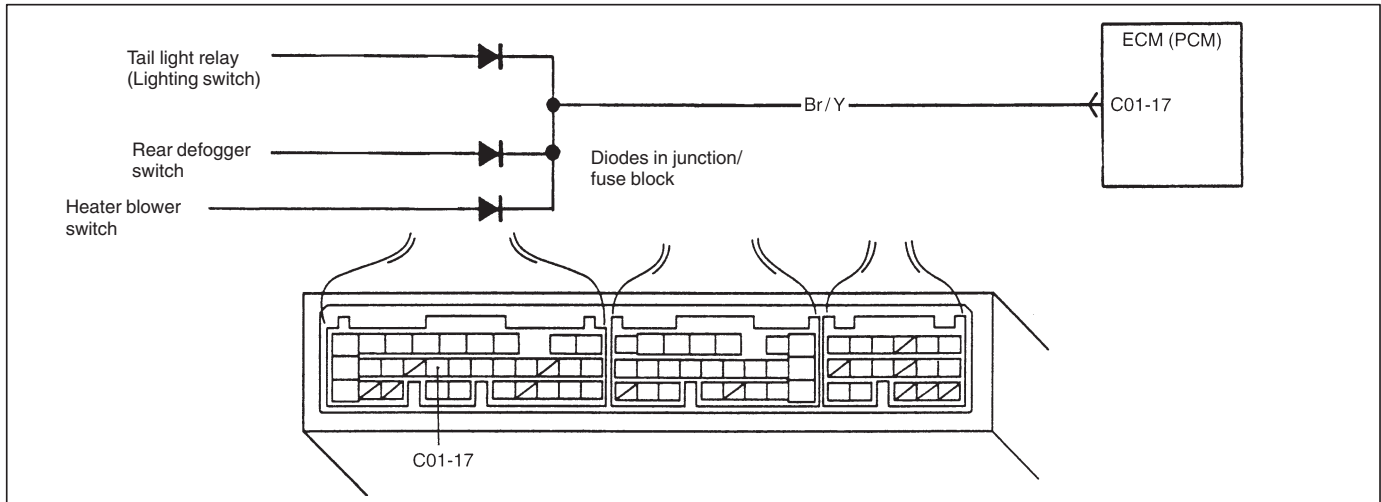 Tail light relay
(Lighting switch)
Rear defogger
switch
Heater blower
switch
Diodes in junction/
fuse block
Br/Y
ECM (PCM)
C01-17
C01-17